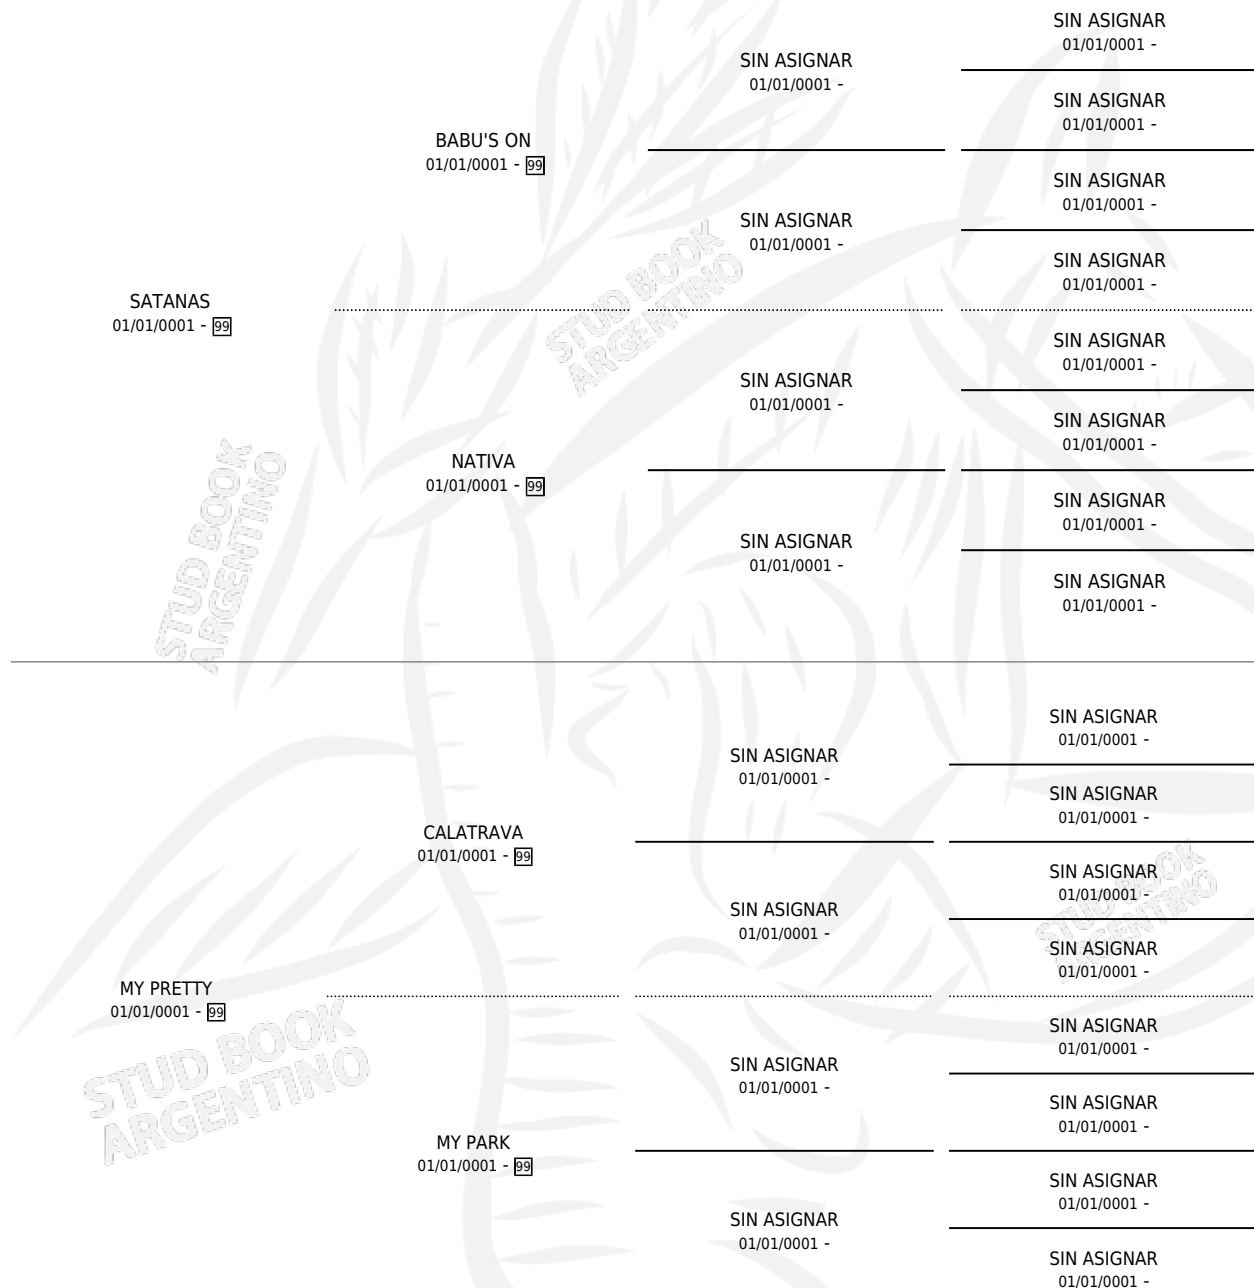 SIN ASIGNAR
01/01/0001 -
SIN ASIGNAR
01/01/0001 -
SIN ASIGNAR
01/01/0001 -
BABU'S ON
01/01/0001 - 99
SIN ASIGNAR
01/01/0001 -
SIN ASIGNAR
01/01/0001 -
SIN ASIGNAR
01/01/0001 -
STUD BOOK
ARGENTINO
SATANAS
01/01/0001 - 99
SIN ASIGNAR
01/01/0001 -
SIN ASIGNAR
01/01/0001 -
SIN ASIGNAR
01/01/0001 -
NATIVA
01/01/0001 - 99
SIN ASIGNAR
01/01/0001 -
SIN ASIGNAR
01/01/0001 -
SIN ASIGNAR
01/01/0001 -
STUD BOOK
ARGENTINO
SIN ASIGNAR
01/01/0001 -
SIN ASIGNAR
01/01/0001 -
SIN ASIGNAR
01/01/0001 -
CALATRAVA
01/01/0001 - 99
SIN ASIGNAR
01/01/0001 -
SIN ASIGNAR
01/01/0001 -
SIN ASIGNAR
01/01/0001 -
STUD BOOK
ARGENTINO
MY PRETTY
01/01/0001 - 99
SIN ASIGNAR
01/01/0001 -
SIN ASIGNAR
01/01/0001 -
SIN ASIGNAR
01/01/0001 -
STUD BOOK
ARGENTINO
MY PARK
01/01/0001 - 99
SIN ASIGNAR
01/01/0001 -
SIN ASIGNAR
01/01/0001 -
SIN ASIGNAR
01/01/0001 -